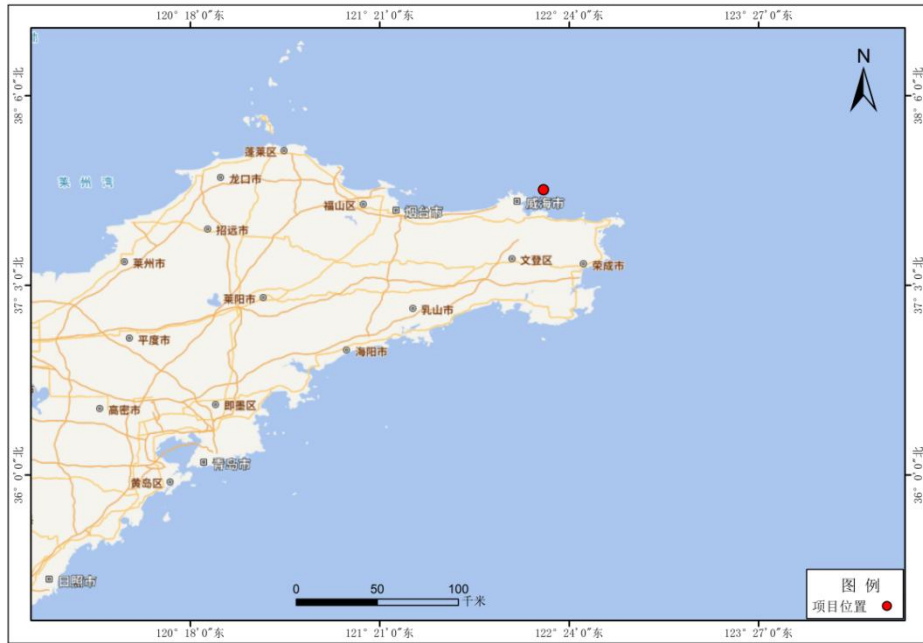 120° 18′0″东
121° 21′0″东
122° 24′0″东
123° 27′0″东
38° 6′0″北
38° 6′0″北
N
蓬莱区
龙口市
莱州湾
福山区
烟台市
威海市
招远市
莱州市
文登区
荣成市
37° 3′0″北
37° 3′0″北
莱阳市
乳山市
平度市
海阳市
高密市
即墨区
青岛市
黄岛区
36° 0′0″北
36° 0′0″北
日照市
0
50
100
千米
图 例
项目位置
120° 18′0″东
121° 21′0″东
122° 24′0″东
123° 27′0″东